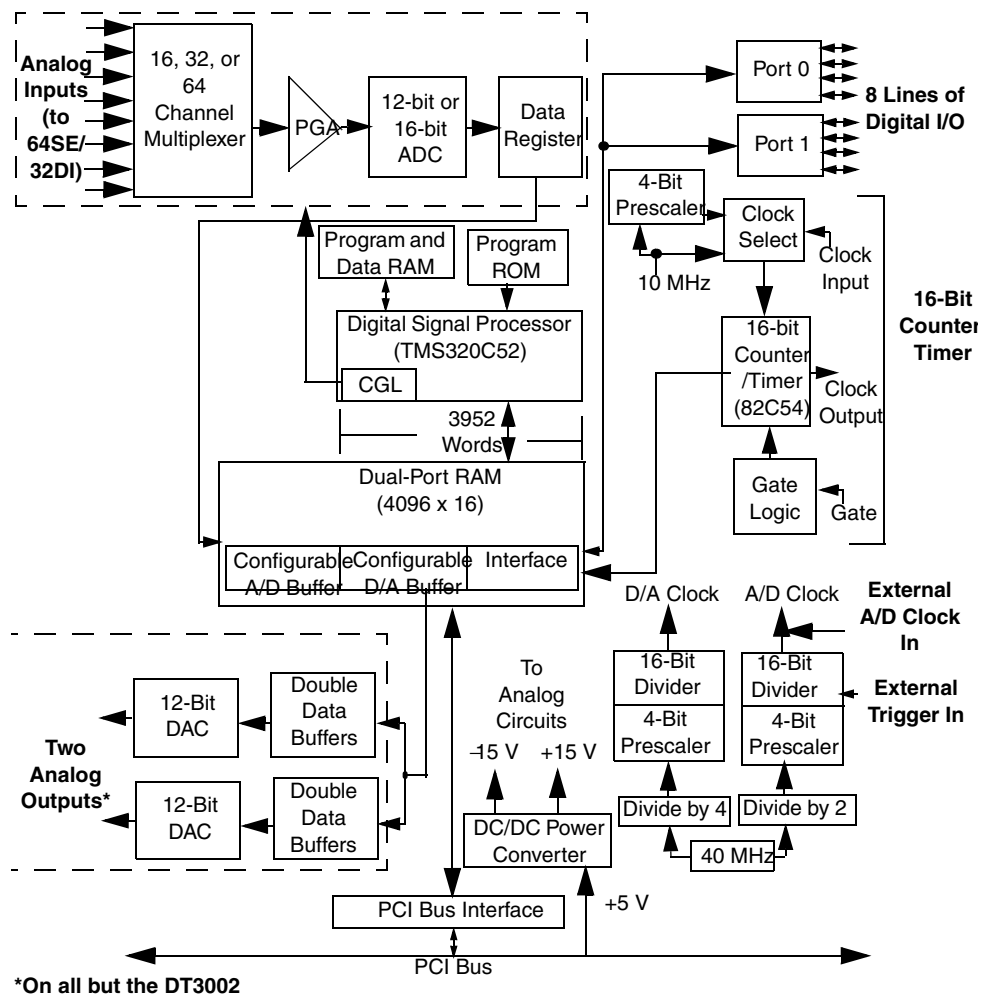 Analog
Inputs
(to
64SE/
32DI)
16, 32, or
64
Channel
Multiplexer
PGA
12-bit or
16-bit
ADC
Data
Register
Port 0
Port 1
8 Lines of
Digital I/O
4-Bit
Prescaler
Clock
Select
Clock
Input
10 MHz
16-Bit
Counter
Timer
16-bit
Counter
/Timer
(82C54)
Clock
Output
Gate
Logic
Gate
Program and
Data RAM
Program
ROM
Digital Signal Processor
(TMS320C52)
CGL
3952
Words
Dual-Port RAM
(4096 x 16)
Configurable
A/D Buffer
Configurable
D/A Buffer
Interface
D/A Clock
A/D Clock
External
A/D Clock
In
16-Bit
Divider
4-Bit
Prescaler
16-Bit
Divider
4-Bit
Prescaler
External
Trigger In
Divide by 4
Divide by 2
40 MHz
To
Analog
Circuits
–15 V
+15 V
DC/DC Power
Converter
+5 V
Two
Analog
Outputs*
12-Bit
DAC
Double
Data
Buffers
12-Bit
DAC
Double
Data
Buffers
PCI Bus Interface
PCI Bus
*On all but the DT3002